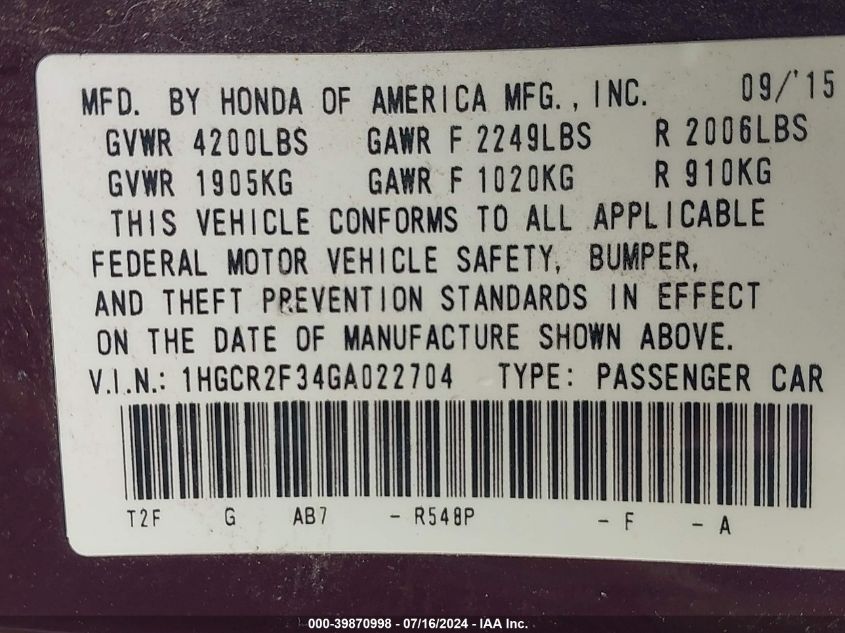 MFD. BY HONDA OF AMERICA MFG., INC. 09/'15
GVWR 4200LBS GAWR F 2249LBS R 2006LBS
GVWR 1905KG GAWR F 1020KG R 910KG
THIS VEHICLE CONFORMS TO ALL APPLICABLE
FEDERAL MOTOR VEHICLE SAFETY, BUMPER,
AND THEFT PREVENTION STANDARDS IN EFFECT
ON THE DATE OF MANUFACTURE SHOWN ABOVE.
V.I.N.: 1HGCR2F34GA022704 TYPE: PASSENGER CAR
T2F G AB7 - R548P - F - A
000-39870998 - 07/16/2024 - IAA Inc.